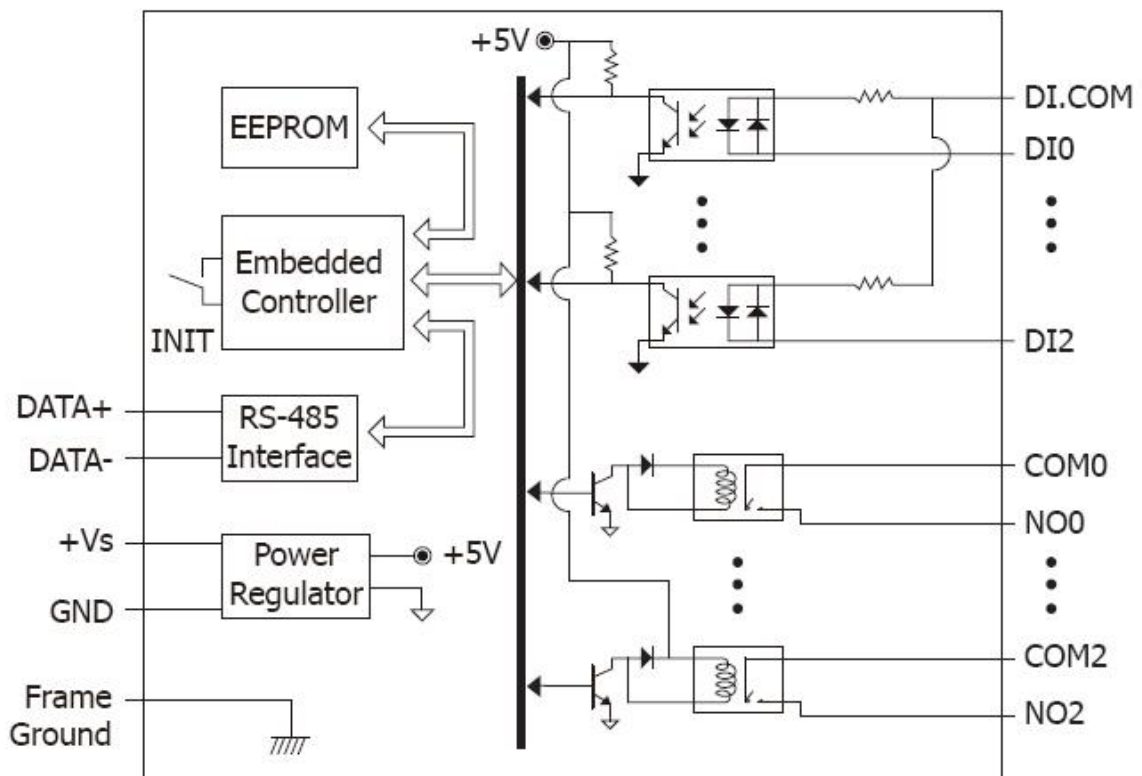 +5V
EEPROM
DI.COM
DI0
Embedded
Controller
INIT
DI2
DATA+
DATA-
RS-485
Interface
COM0
NO0
+Vs
GND
Power
Regulator
+5V
COM2
NO2
Frame
Ground